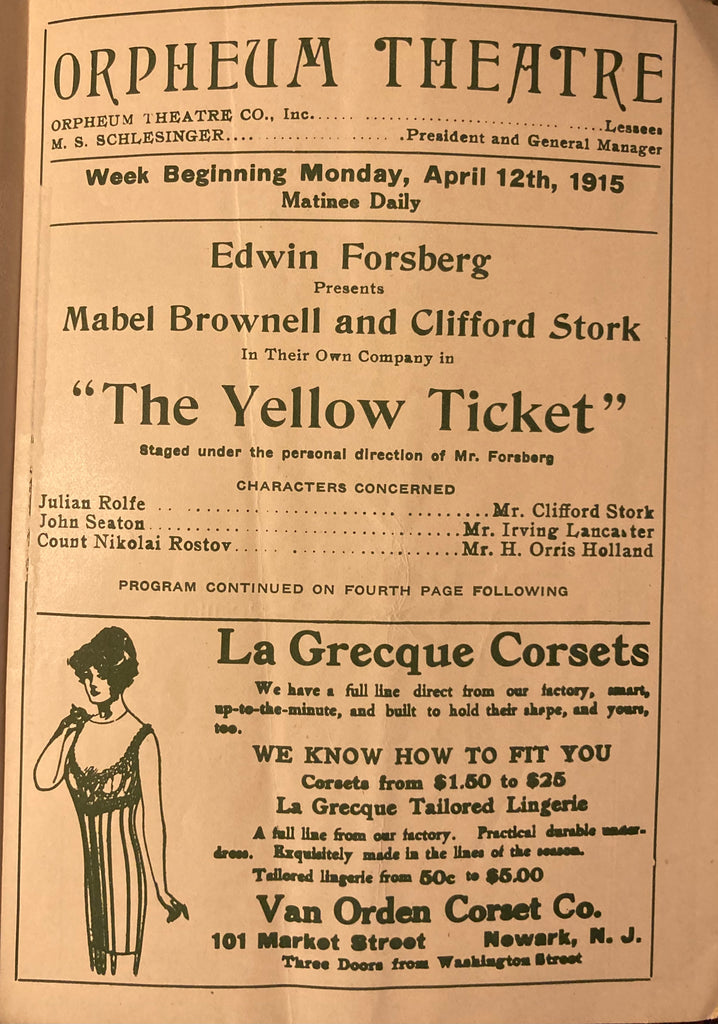 ORPHEUM THEATRE
ORPHEUM THEATRE CO., Inc..... ............................. .....Lessees
M. S. SCHLESINGER.... ............. .President and General Manager
Week Beginning Monday, April 12th, 1915
Matinee Daily
Edwin Forsberg
Presents
Mabel Brownell and Clifford Stork
In Their Own Company in
"The Yellow Ticket"
Staged under the personal direction of Mr. Forsberg
CHARACTERS CONCERNED
Julian Rolfe ............................Mr. Clifford Stork
John Seaton............................Mr. Irving Lancaster
Count Nikolai Rostov....................Mr. H. Orris Holland
PROGRAM CONTINUED ON FOURTH PAGE FOLLOWING
La Grecque Corsets
We have a full line direct from our factory, smart,
up-to-the-minute, and built to hold their shape, and yours,
too.
WE KNOW HOW TO FIT YOU
Corsets from $1.50 to $25
La Grecque Tailored Lingerie
A full line from our factory. Practical durable under-
dress. Exquisitely made in the lines of the season.
Tailored lingerie from 50c to $5.00
Van Orden Corset Co.
101 Market Street Newark, N. J.
Three Doors from Washington Street